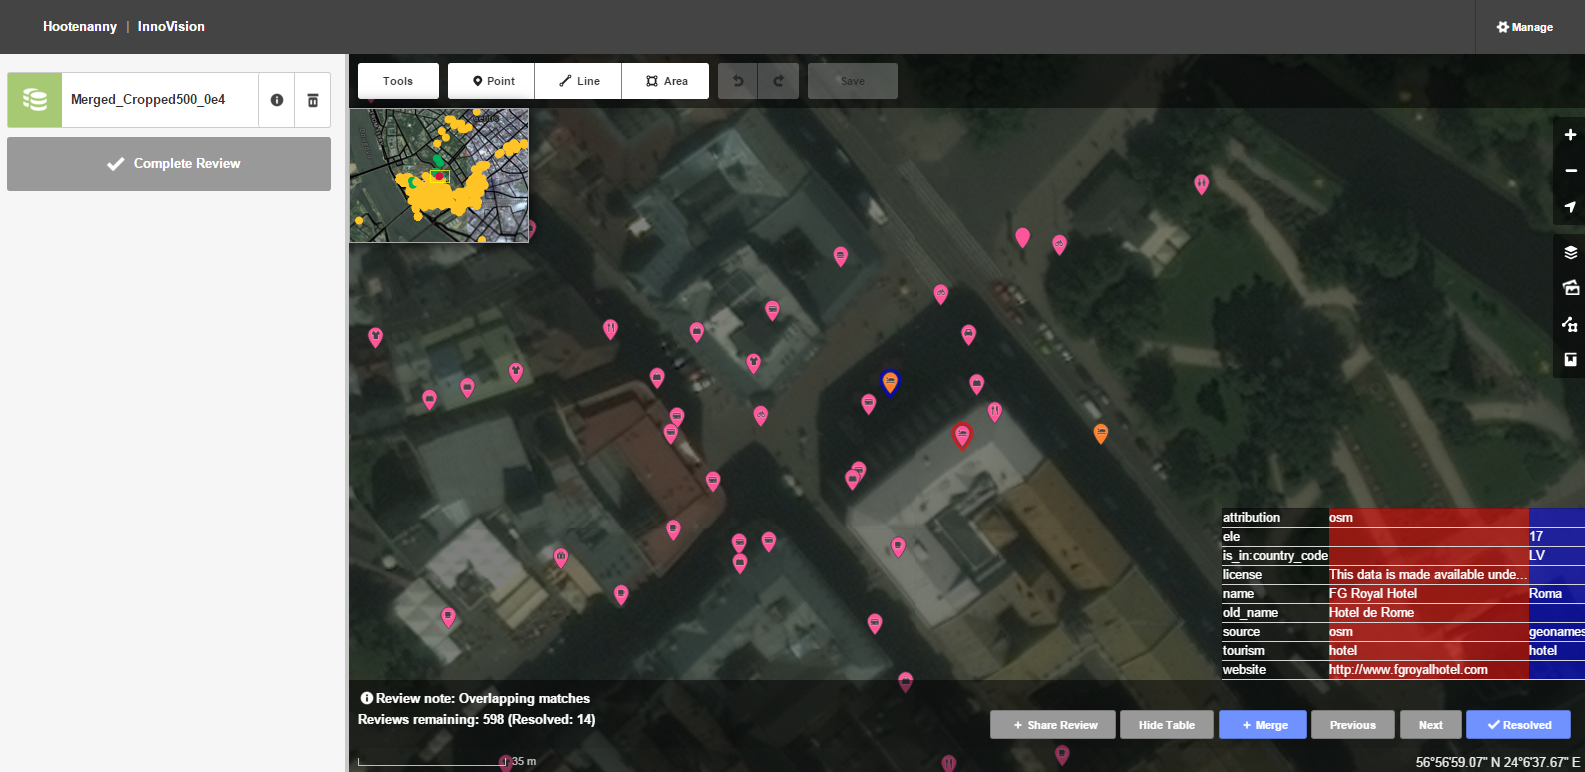 Hootenanny | InnoVision
Manage
Merged_Cropped500_0e4
Complete Review
Tools
Point
Line
Area
Save
attribution osm
ele 17
is_in:country_code LV
license This data is made available unde...
name FG Royal Hotel Roma
old_name Hotel de Rome
source osm geonames
tourism hotel hotel
website http://www.fgroyalhotel.com
Review note: Overlapping matches
Reviews remaining: 598 (Resolved: 14)
+ Share Review
Hide Table
+ Merge
Previous
Next
Resolved
35 m
56°56'59.07" N 24°6'37.67" E